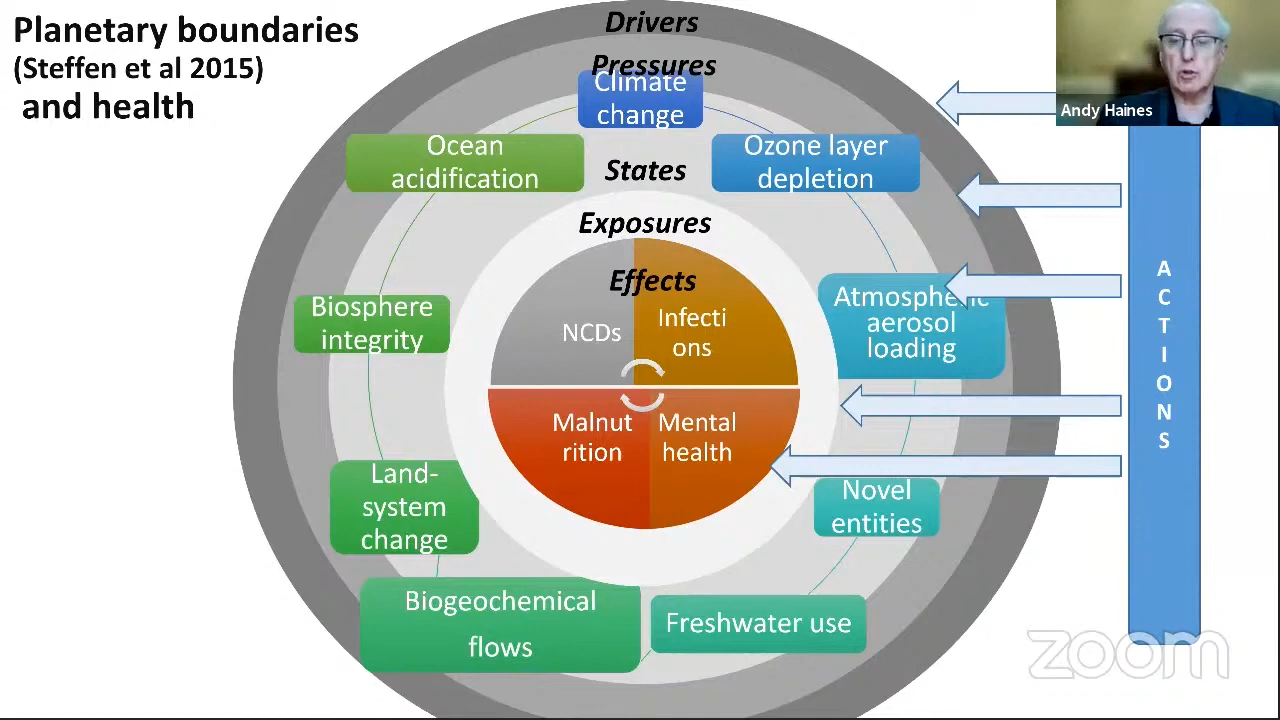 Planetary boundaries
(Steffen et al 2015)
and health
Drivers
Pressures
Climate
change
Ocean
acidification
States
Ozone layer
depletion
Exposures
Effects
NCDs
Infecti
ons
Malnut
rition
Mental
health
Biosphere
integrity
Atmospheric
aerosol
loading
Land-
system
change
Novel
entities
Biogeochemical
flows
Freshwater use
A
C
T
I
O
N
S
Andy Haines
zoom